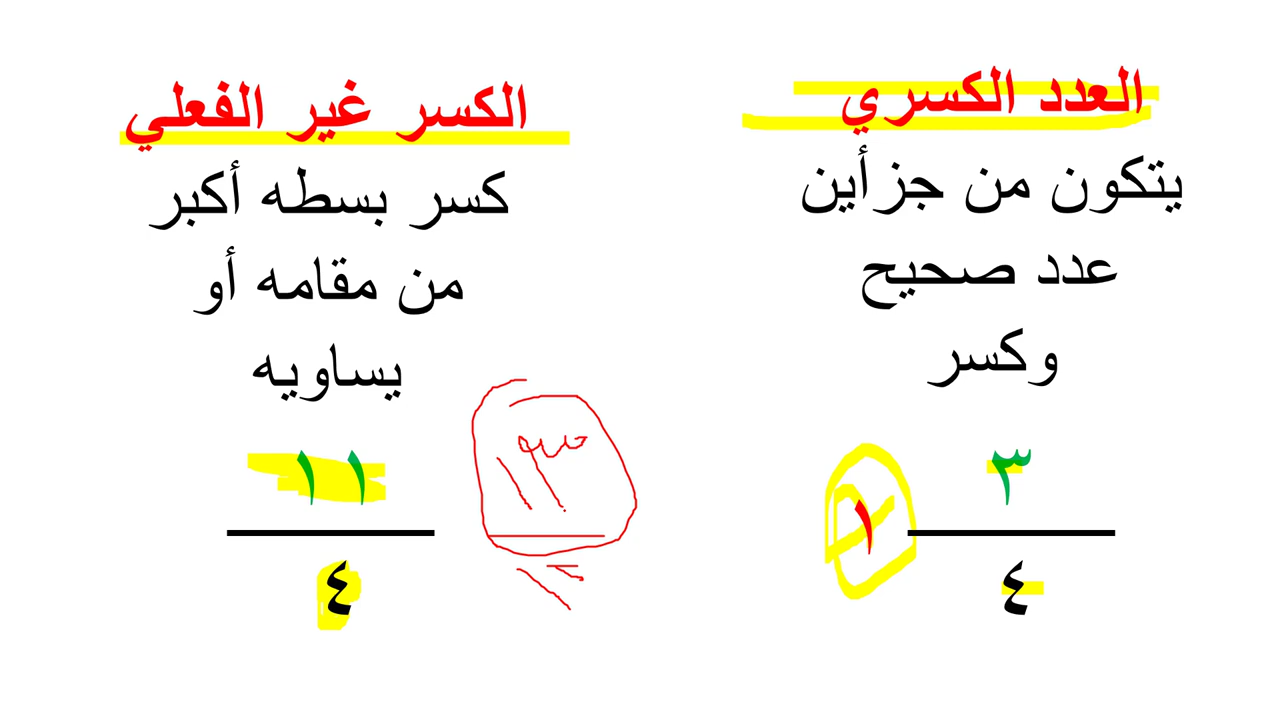 العدد الكسري
يتكون من جزأين
عدد صحيح
وكسر
٣
١
٤
الكسر غير الفعلي
كسر بسطه أكبر
من مقامه أو
يساويه
١١
٤
١٣